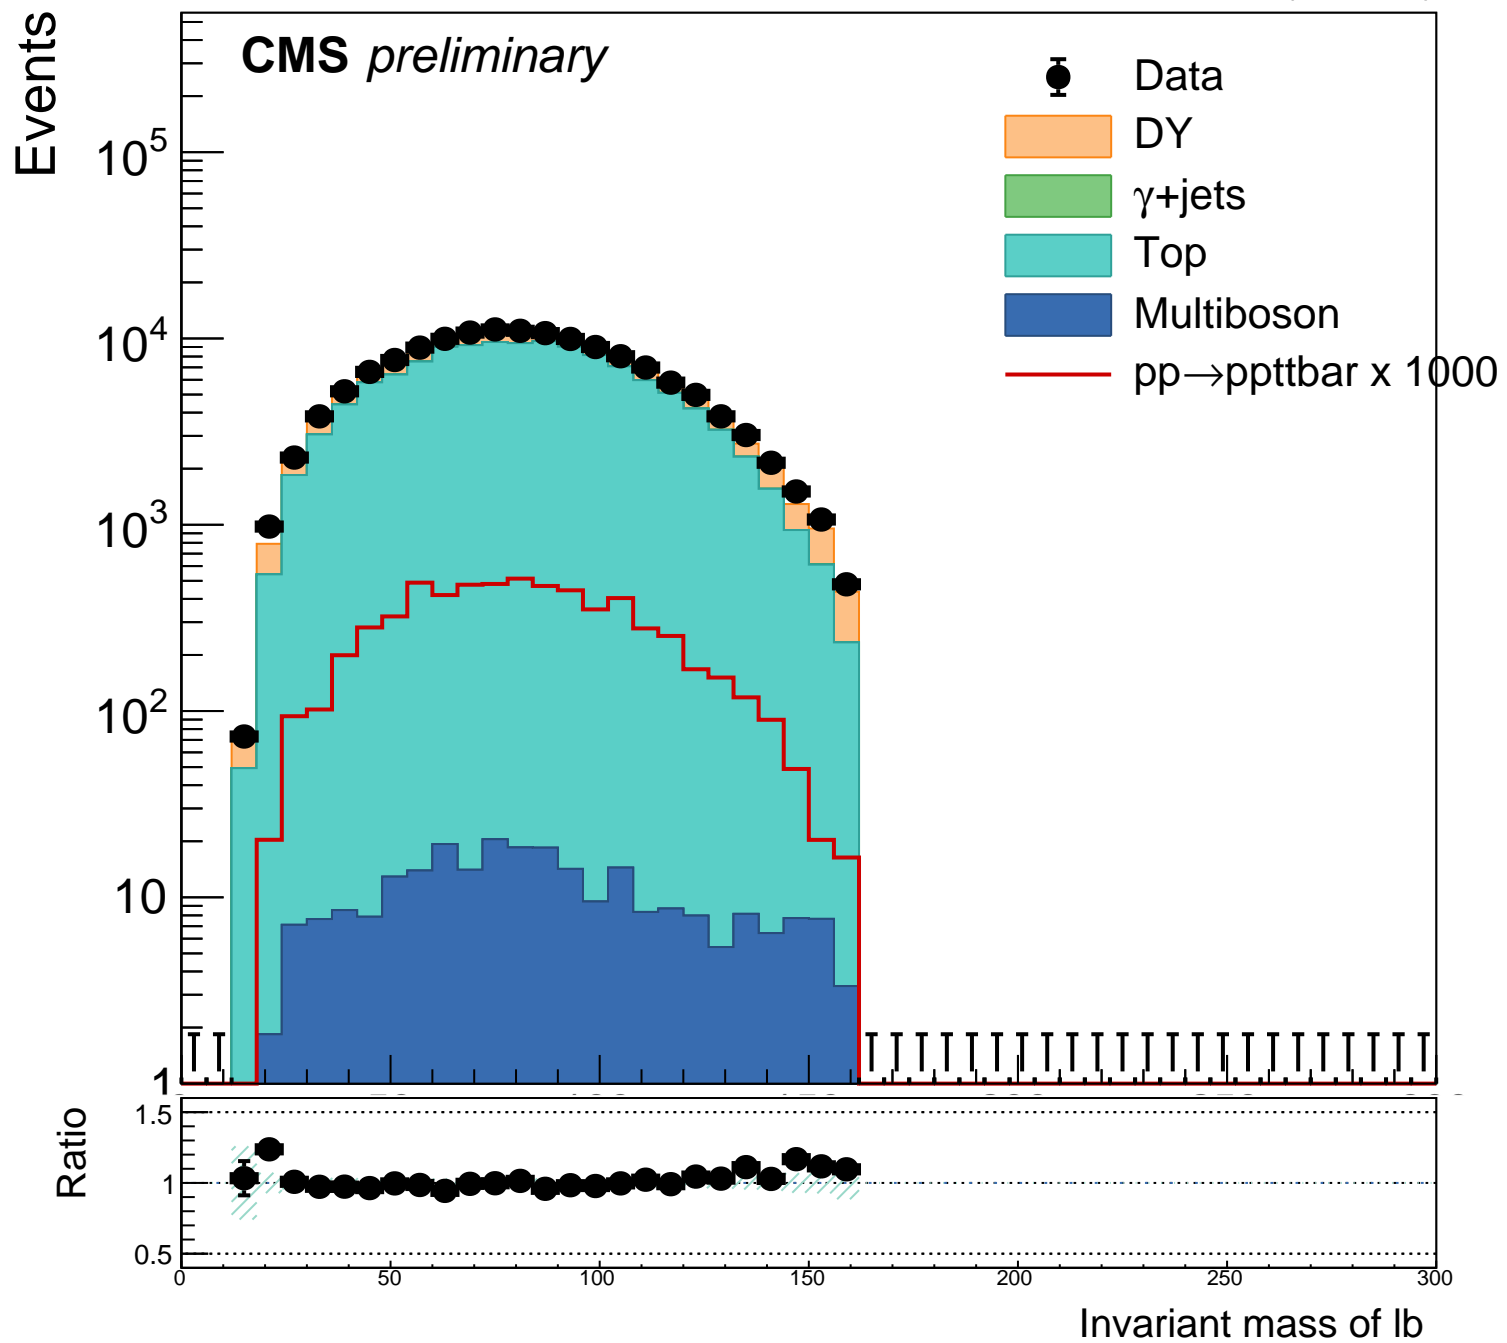 CMS preliminary
Events
Data
DY
γ+jets
Top
Multiboson
pp→ppttbar x 1000
10^5
10^4
10^3
10^2
10
1
Ratio
1.5
1
0.5
0 50 100 150 200 250 300
Invariant mass of lb